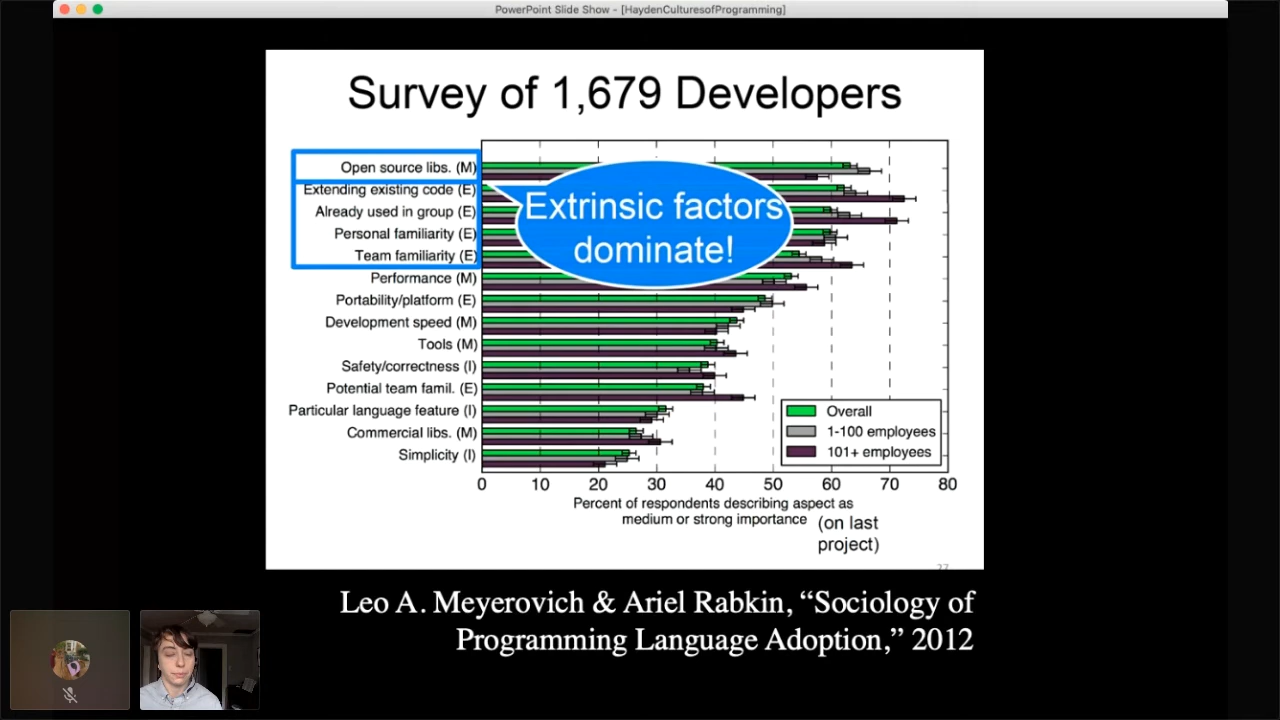 PowerPoint Slide Show - [HaydenCulturesofProgramming]
Survey of 1,679 Developers
Open source libs. (M)
Extending existing code (E)
Already used in group (E)
Personal familiarity (E)
Team familiarity (E)
Performance (M)
Portability/platform (E)
Development speed (M)
Tools (M)
Safety/correctness (I)
Potential team famil. (E)
Particular language feature (I)
Commercial libs. (M)
Simplicity (I)
Extrinsic factors
dominate!
Overall
1-100 employees
101+ employees
0 10 20 30 40 50 60 70 80
Percent of respondents describing aspect as
medium or strong importance
(on last
project)
Leo A. Meyerovich & Ariel Rabkin, “Sociology of
Programming Language Adoption,” 2012